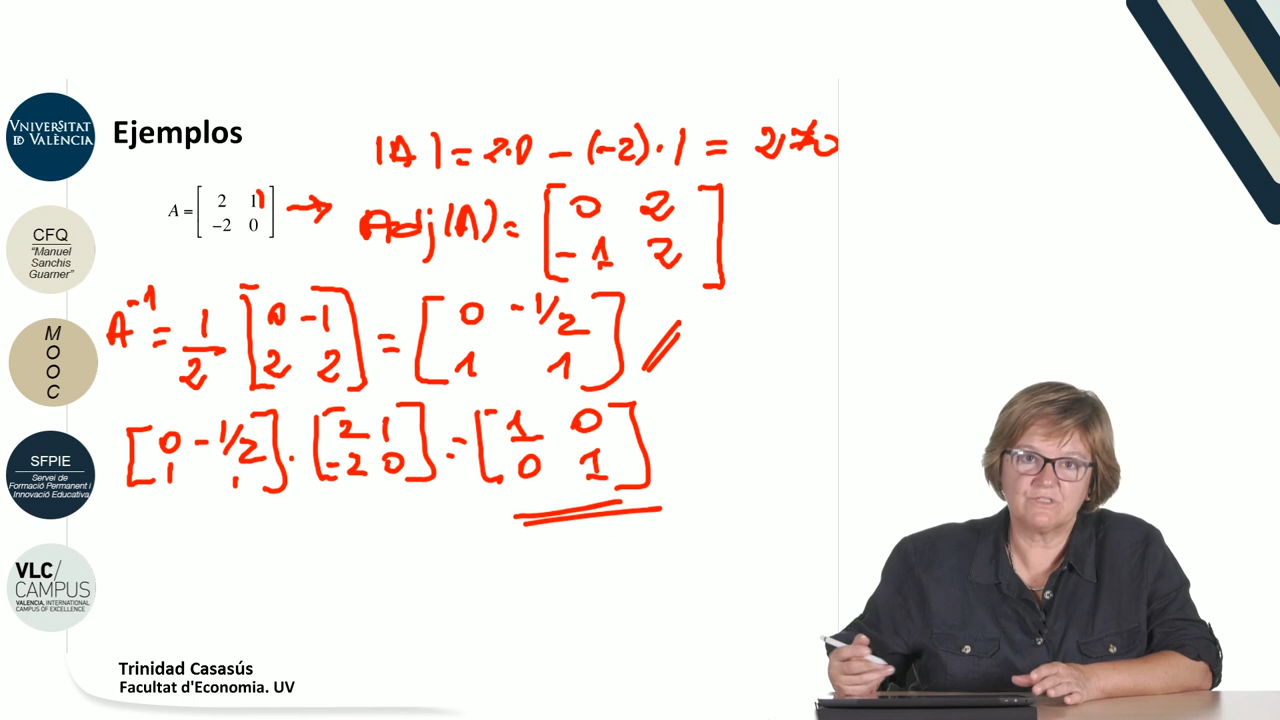 VNIVERSITAT
ID VALÈNCIA
CFQ
"Manuel
Sanchis
Guarner"
M
O
O
C
SFPIE
Servei de
Formació Permanent i
Innovació Educativa
VLC/
CAMPUS
VALENCIA, INTERNATIONAL
CAMPUS OF EXCELLENCE
Ejemplos
|A| = 2·0 - (-2)·1 = 2 ≠ 0
A = [ 2 1
-2 0 ] →
Adj(A) = [ 0 2
-1 2 ]
A⁻¹ = 1/2 [ 0 -1
2 2 ] = [ 0 -1/2
1 1 ] //
[ 0 -1/2
1 1 ] · [ 2 1
-2 0 ] = [ 1 0
0 1 ]
Trinidad Casasús
Facultat d'Economia. UV